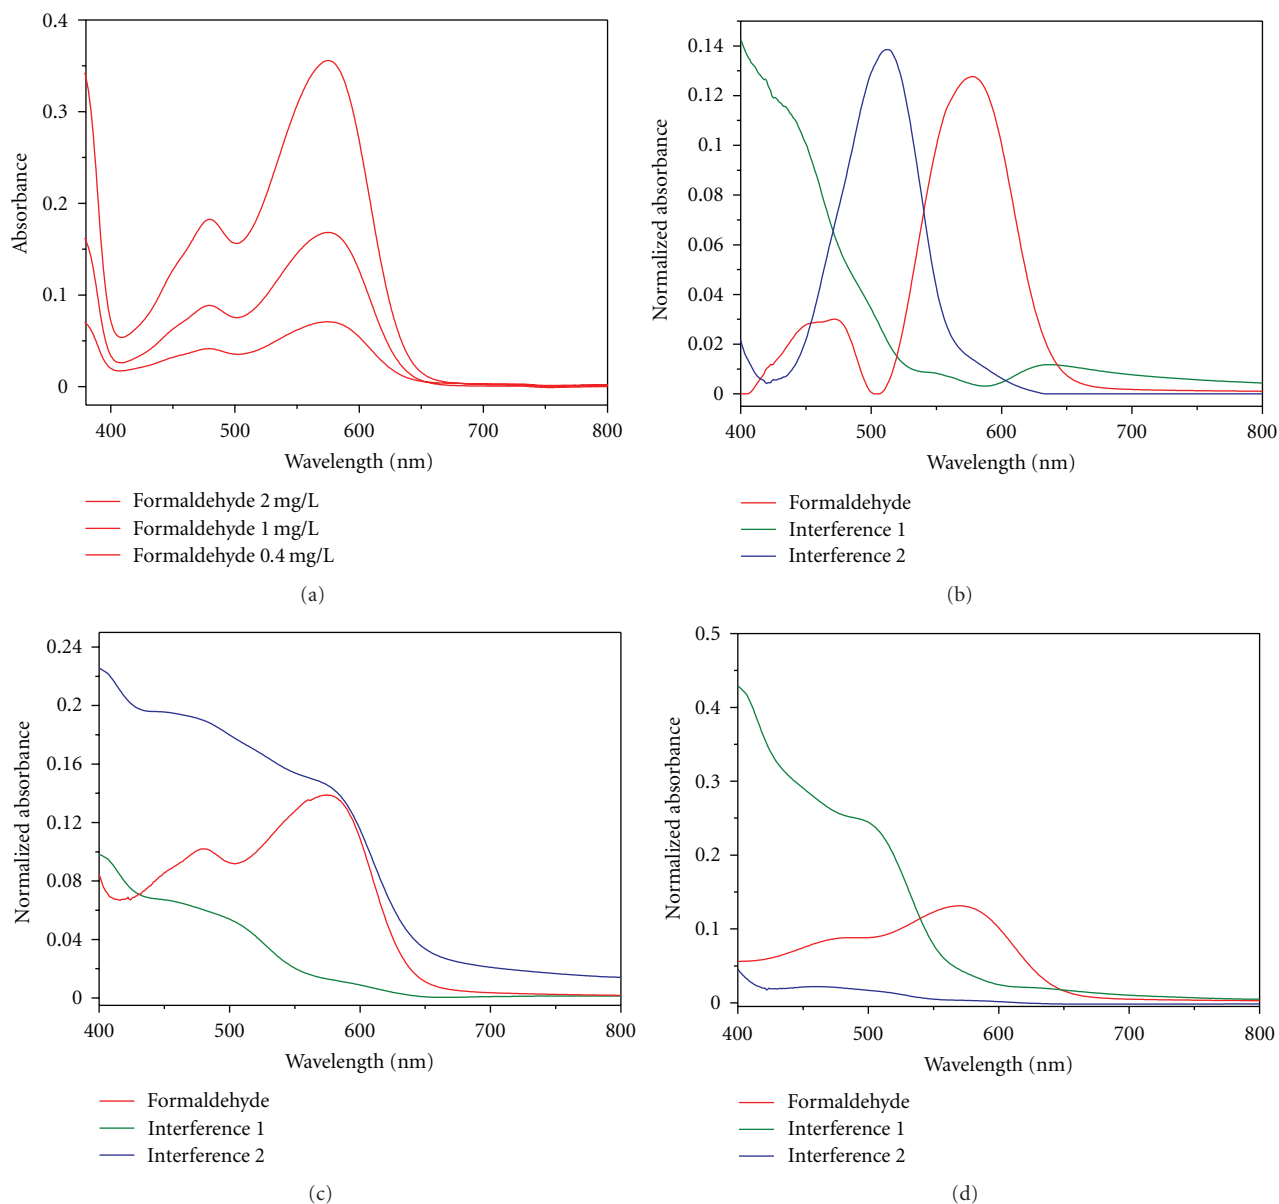 0.4
0.3
0.2
0.1
0
Absorbance
400
500
600
700
800
Wavelength (nm)
Formaldehyde 2 mg/L
Formaldehyde 1 mg/L
Formaldehyde 0.4 mg/L
(a)
0.14
0.12
0.1
0.08
0.06
0.04
0.02
0
Normalized absorbance
400
500
600
700
800
Wavelength (nm)
Formaldehyde
Interference 1
Interference 2
(b)
0.24
0.2
0.16
0.12
0.08
0.04
0
Normalized absorbance
400
500
600
700
800
Wavelength (nm)
Formaldehyde
Interference 1
Interference 2
(c)
0.5
0.4
0.3
0.2
0.1
0
Normalized absorbance
400
500
600
700
800
Wavelength (nm)
Formaldehyde
Interference 1
Interference 2
(d)